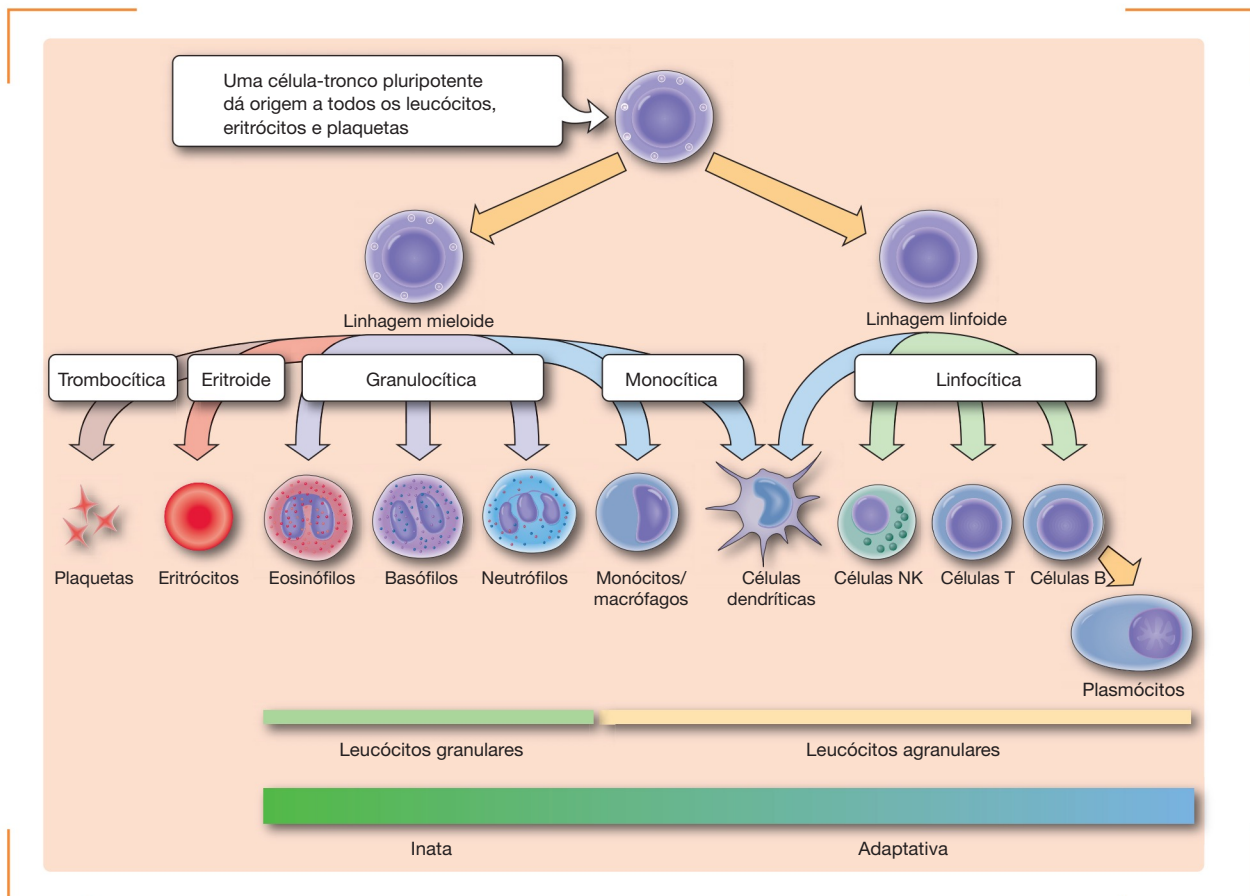 Uma célula-tronco pluripotente
dá origem a todos os leucócitos,
eritrócitos e plaquetas
Linhagem mieloide
Linhagem linfoide
Trombocítica
Eritroide
Granulocítica
Monocítica
Linfocítica
Plaquetas
Eritrócitos
Eosinófilos
Basófilos
Neutrófilos
Monócitos/
macrófagos
Células
dendríticas
Células NK
Células T
Células B
Plasmócitos
Leucócitos granulares
Leucócitos agranulares
Inata
Adaptativa